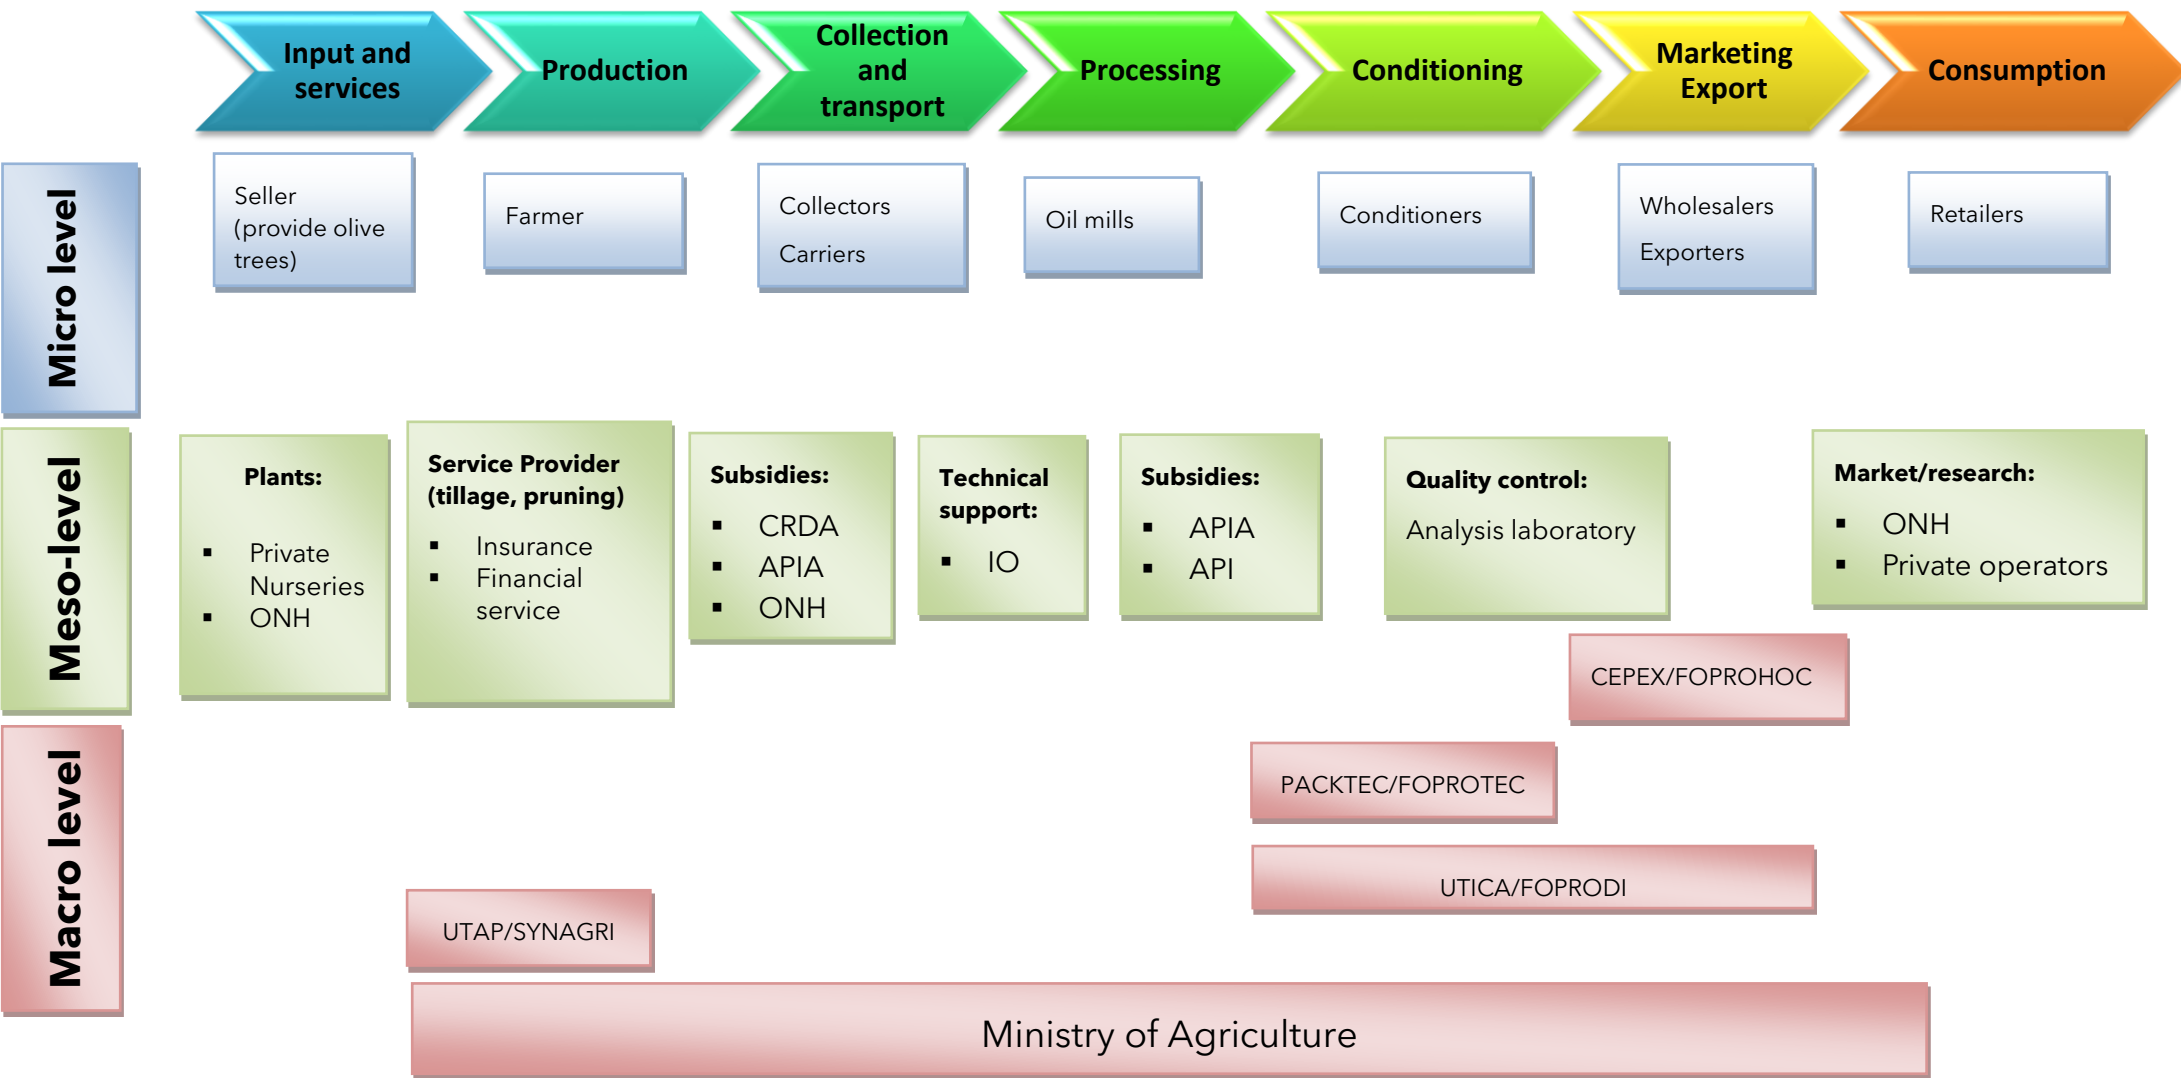 Input and
services
Production
Collection
and
transport
Processing
Conditioning
Marketing
Export
Consumption
Micro level
Seller
(provide olive
trees)
Farmer
Collectors
Carriers
Oil mills
Conditioners
Wholesalers
Exporters
Retailers
Meso-level
Plants:
▪ Private
Nurseries
▪ ONH
Service Provider
(tillage, pruning)
▪ Insurance
▪ Financial
service
Subsidies:
▪ CRDA
▪ APIA
▪ ONH
Technical
support:
▪ IO
Subsidies:
▪ APIA
▪ API
Quality control:
Analysis laboratory
Market/research:
▪ ONH
▪ Private operators
Macro level
CEPEX/FOPROHOC
PACKTEC/FOPROTEC
UTICA/FOPRODI
UTAP/SYNAGRI
Ministry of Agriculture